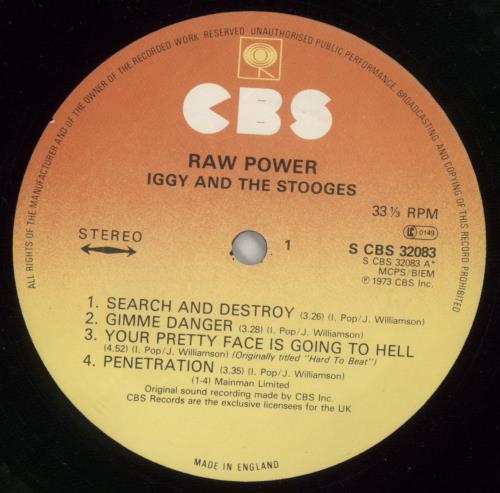 ALL RIGHTS OF THE MANUFACTURER AND OF THE OWNER OF THE RECORDED WORK RESERVED. UNAUTHORISED PUBLIC PERFORMANCE, BROADCASTING AND COPYING OF THIS RECORD PROHIBITED
CBS
RAW POWER
IGGY AND THE STOOGES
33⅓ RPM
STEREO
1
LC 0149
S CBS 32083
S CBS 32083 A*
MCPS/BIEM
℗ 1973 CBS Inc.
1. SEARCH AND DESTROY (3.26) (I. Pop/J. Williamson)
2. GIMME DANGER (3.28) (I. Pop/J. Williamson)
3. YOUR PRETTY FACE IS GOING TO HELL
(4.52) (I. Pop/J. Williamson) (Originally titled "Hard To Beat")
4. PENETRATION (3.35) (I. Pop/J. Williamson)
(1-4) Mainman Limited
Original sound recording made by CBS Inc.
CBS Records are the exclusive licensees for the UK
MADE IN ENGLAND